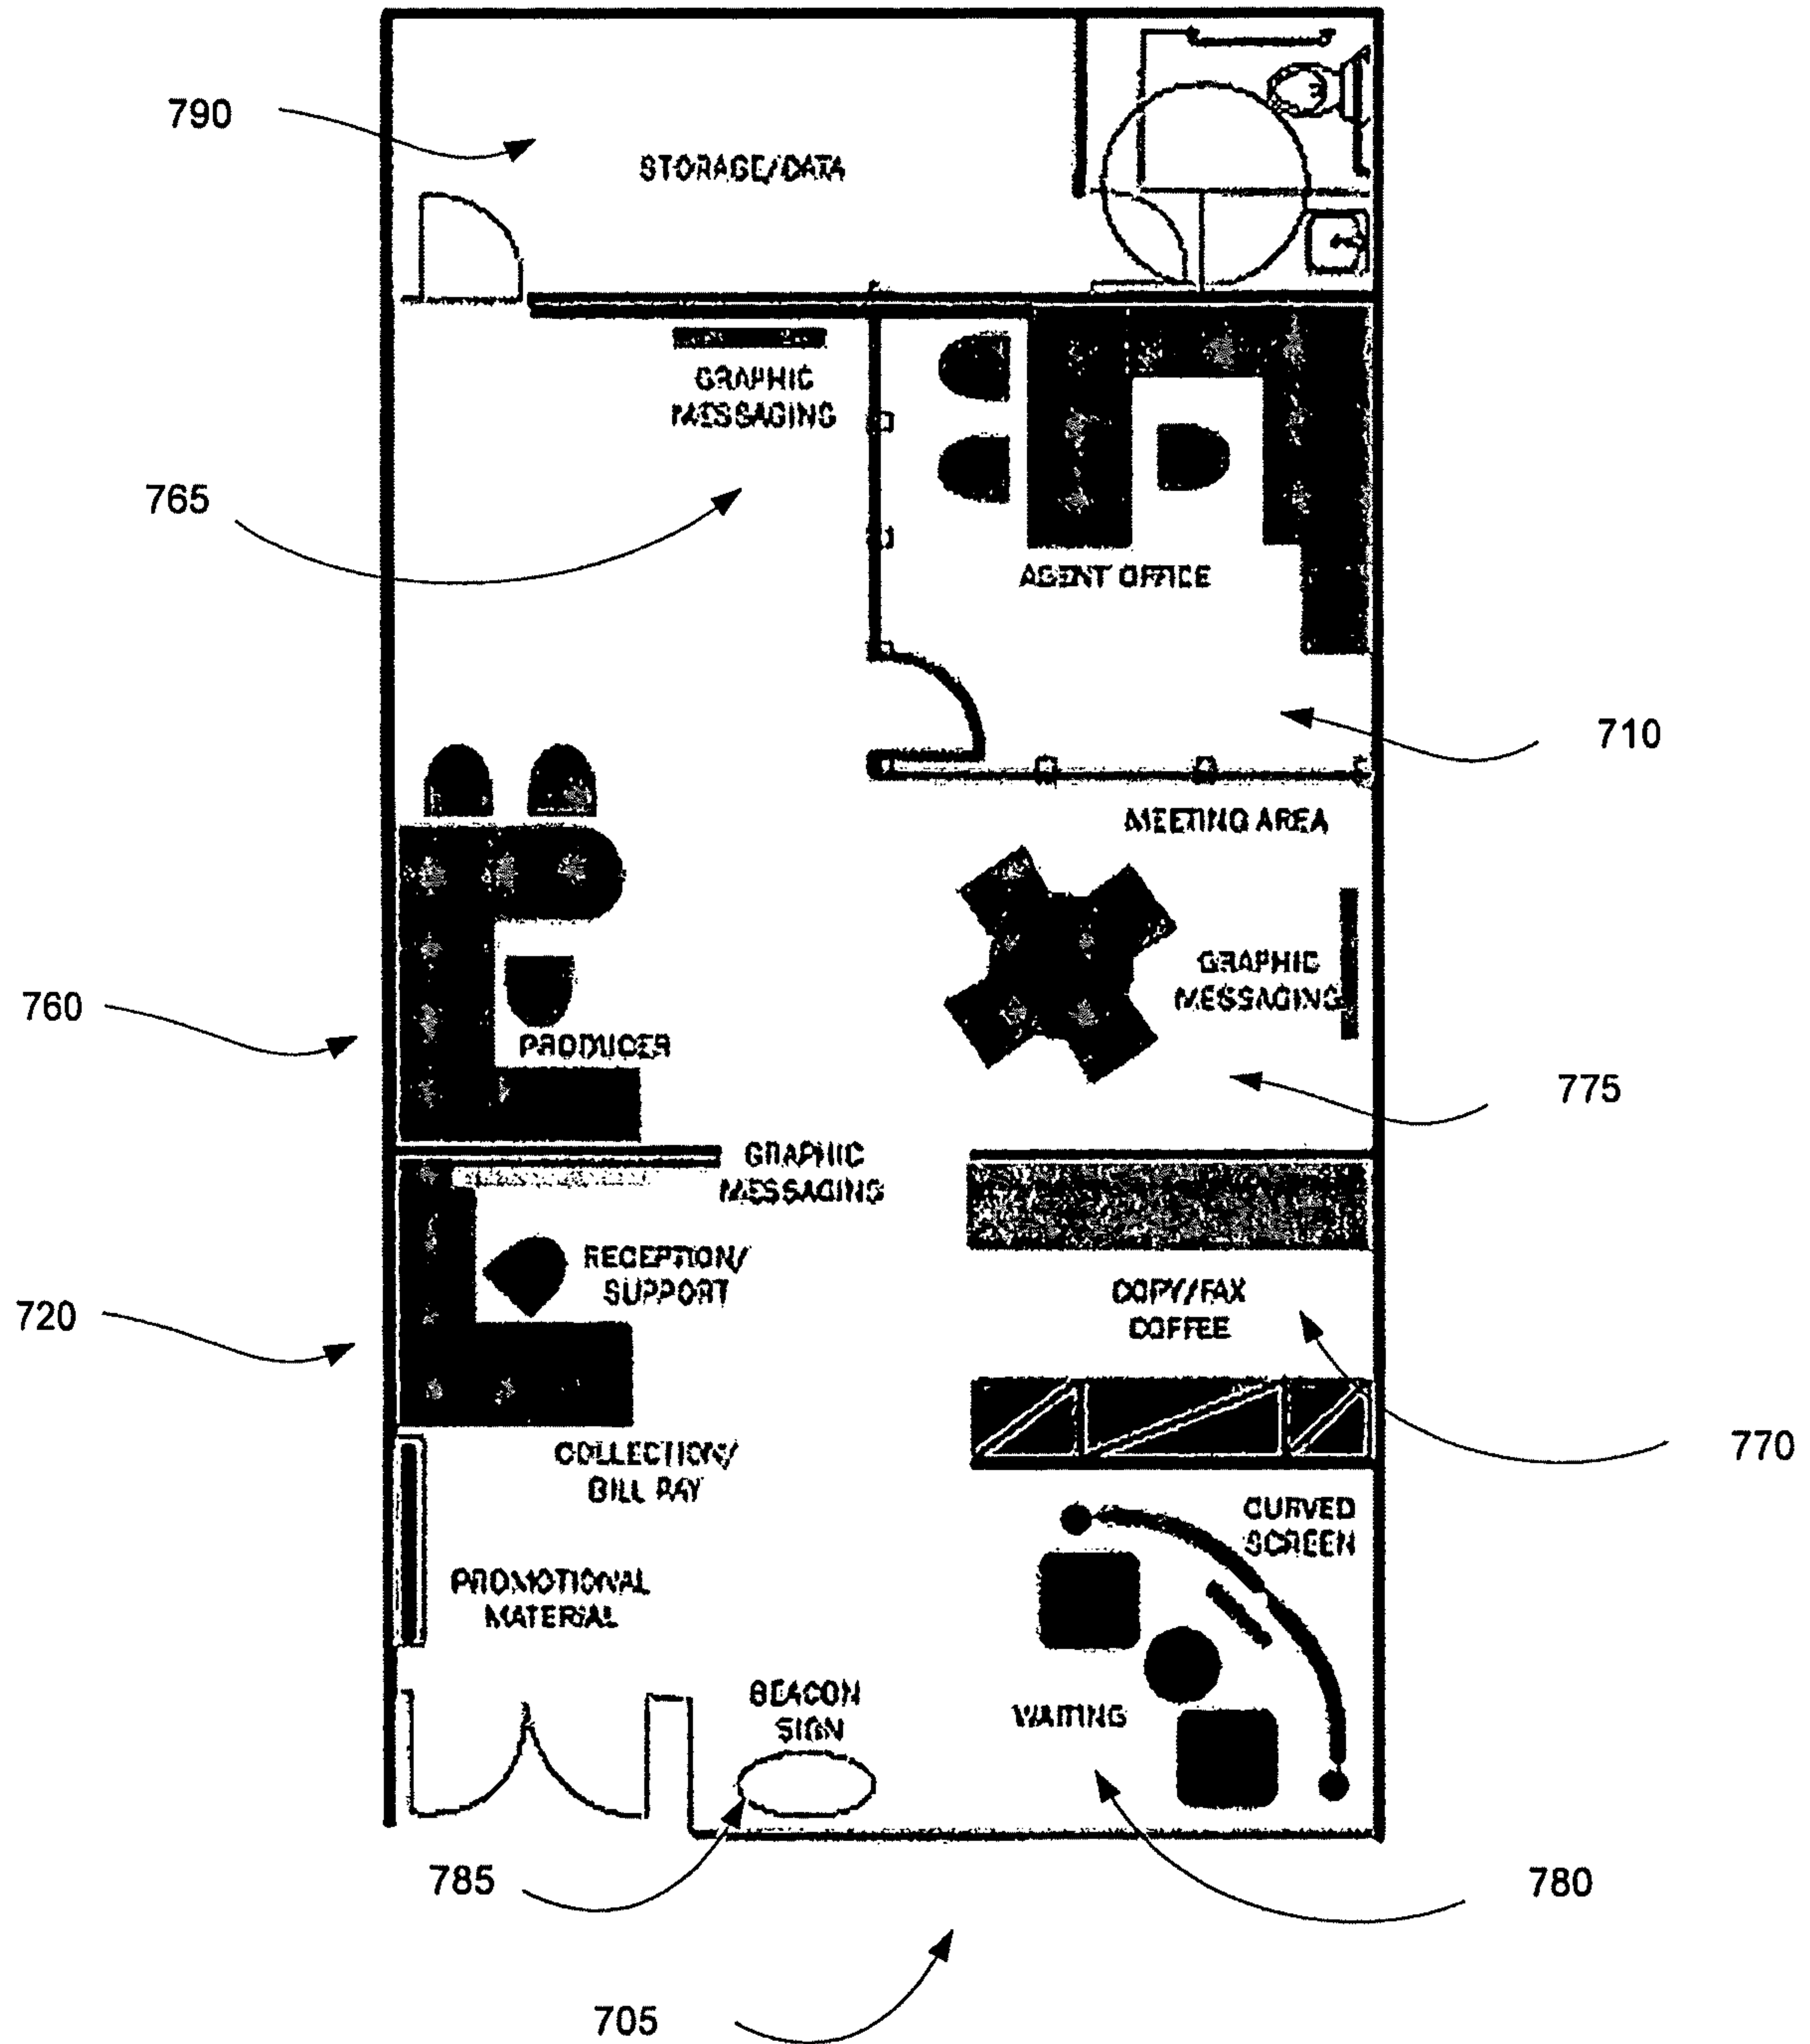 790
STORAGE/DATA
GRAPHIC
MESSAGING
765
AGENT OFFICE
710
MEETING AREA
GRAPHIC
MESSAGING
760
PRODUCER
775
GRAPHIC
MESSAGING
RECEPTION/
SUPPORT
720
COPY/FAX
COFFEE
770
COLLECTION/
BILL PAY
CURVED
SCREEN
PROMOTIONAL
MATERIAL
BEACON
SIGN
WAITING
785
780
705